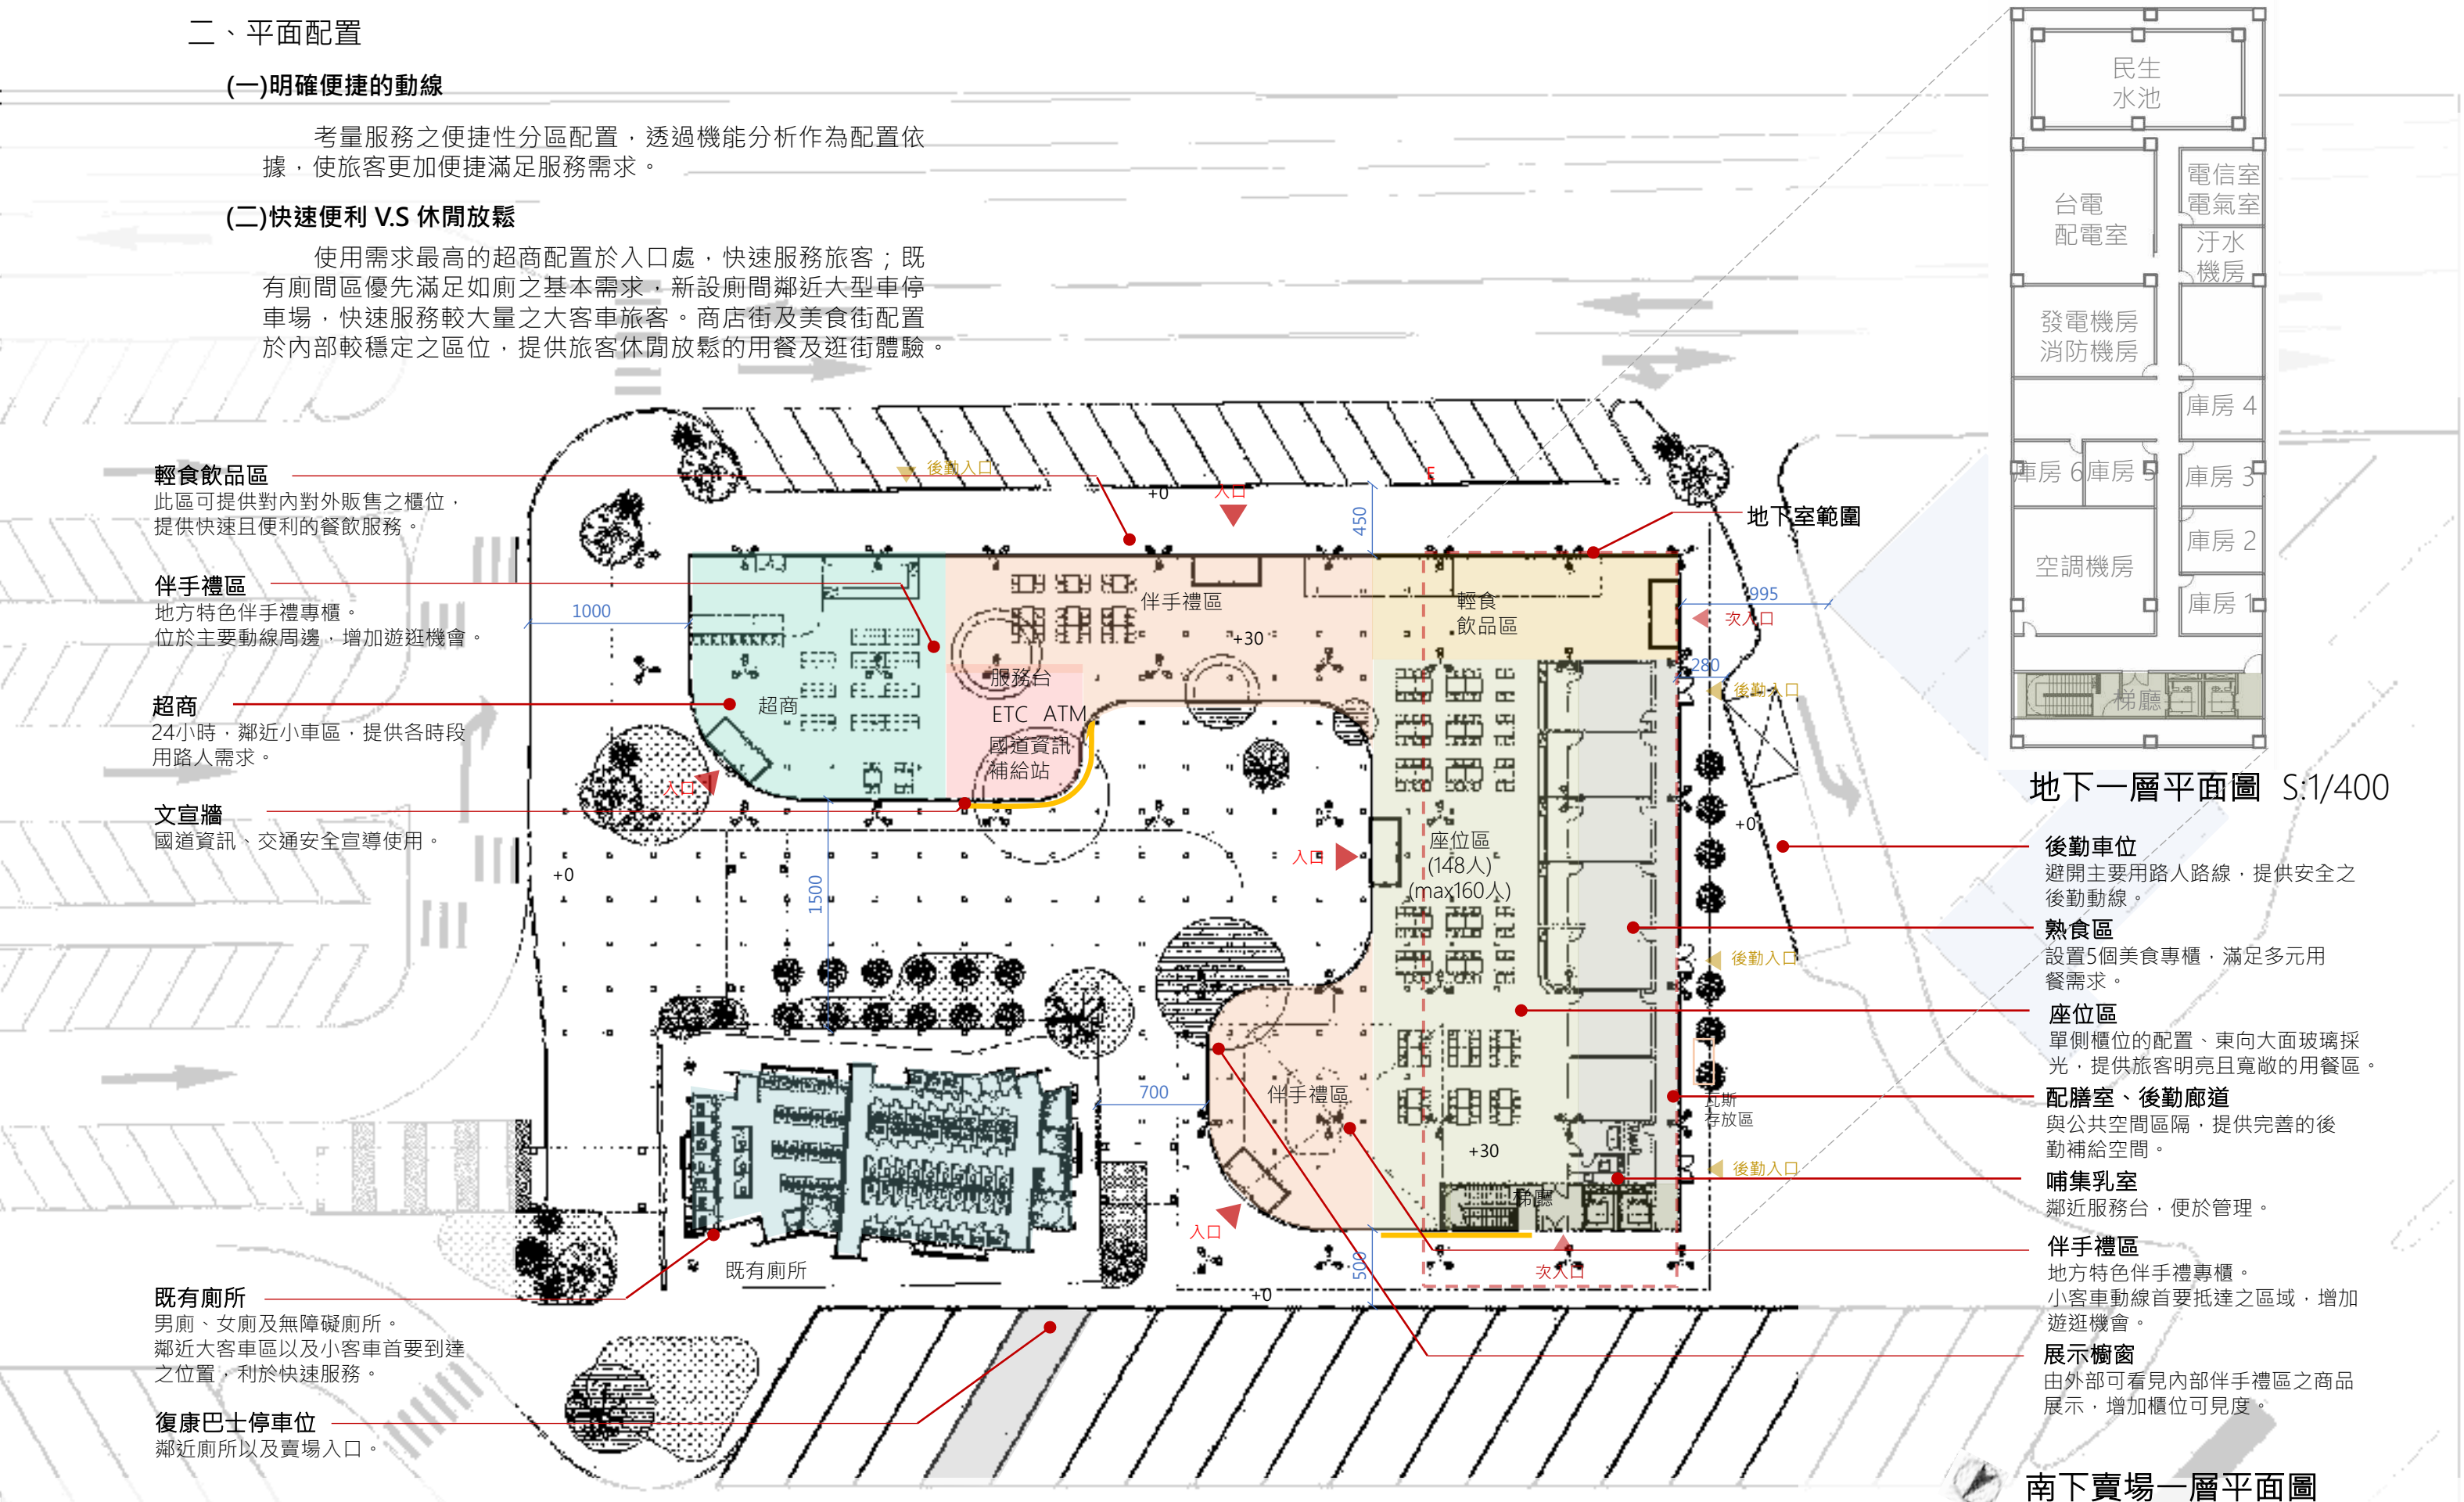 二、平面配置
(一)明確便捷的動線
考量服務之便捷性分區配置，透過機能分析作為配置依
據，使旅客更加便捷滿足服務需求。
(二)快速便利 V.S 休閒放鬆
使用需求最高的超商配置於入口處，快速服務旅客；既
有廁間區優先滿足如廁之基本需求，新設廁間鄰近大型車停
車場，快速服務較大量之大客車旅客。商店街及美食街配置
於內部較穩定之區位，提供旅客休閒放鬆的用餐及逛街體驗。
輕食飲品區
此區可提供對內對外販售之櫃位，
提供快速且便利的餐飲服務。
伴手禮區
地方特色伴手禮專櫃。
位於主要動線周邊，增加遊逛機會。
超商
24小時，鄰近小車區，提供各時段
用路人需求。
文宣牆
國道資訊、交通安全宣導使用。
既有廁所
男廁、女廁及無障礙廁所。
鄰近大客車區以及小客車首要到達
之位置，利於快速服務。
復康巴士停車位
鄰近廁所以及賣場入口。
後勤入口
+0
入口
E
450
地下室範圍
1000
995
伴手禮區
輕食
飲品區
次入口
+30
280
服務台
後勤入口
超商
ETC ATM
國道資訊
補給站
入口
+0
座位區
(148人)
(max160人)
入口
+0
1500
後勤入口
700
伴手禮區
瓦斯
存放區
+30
後勤入口
梯廳
入口
500
次入口
既有廁所
+0
民生
水池
電信室
電氣室
台電
配電室
汙水
機房
發電機房
消防機房
庫房 4
庫房 6
庫房 5
庫房 3
庫房 2
空調機房
庫房 1
梯廳
地下一層平面圖 S:1/400
後勤車位
避開主要用路人路線，提供安全之
後勤動線。
熟食區
設置5個美食專櫃，滿足多元用
餐需求。
座位區
單側櫃位的配置、東向大面玻璃採
光，提供旅客明亮且寬敞的用餐區。
配膳室、後勤廊道
與公共空間區隔，提供完善的後
勤補給空間。
哺集乳室
鄰近服務台，便於管理。
伴手禮區
地方特色伴手禮專櫃。
小客車動線首要抵達之區域，增加
遊逛機會。
展示櫥窗
由外部可看見內部伴手禮區之商品
展示，增加櫃位可見度。
南下賣場一層平面圖